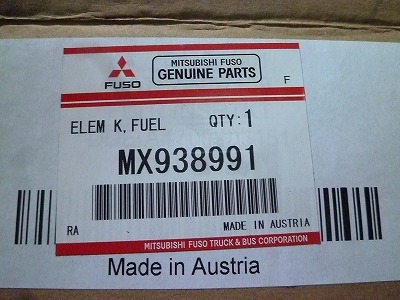 MITSUBISHI FUSO
GENUINE PARTS
FUSO
F
ELEM K, FUEL QTY: 1
MX938991
RA MADE IN AUSTRIA
MITSUBISHI FUSO TRUCK & BUS CORPORATION
Made in Austria